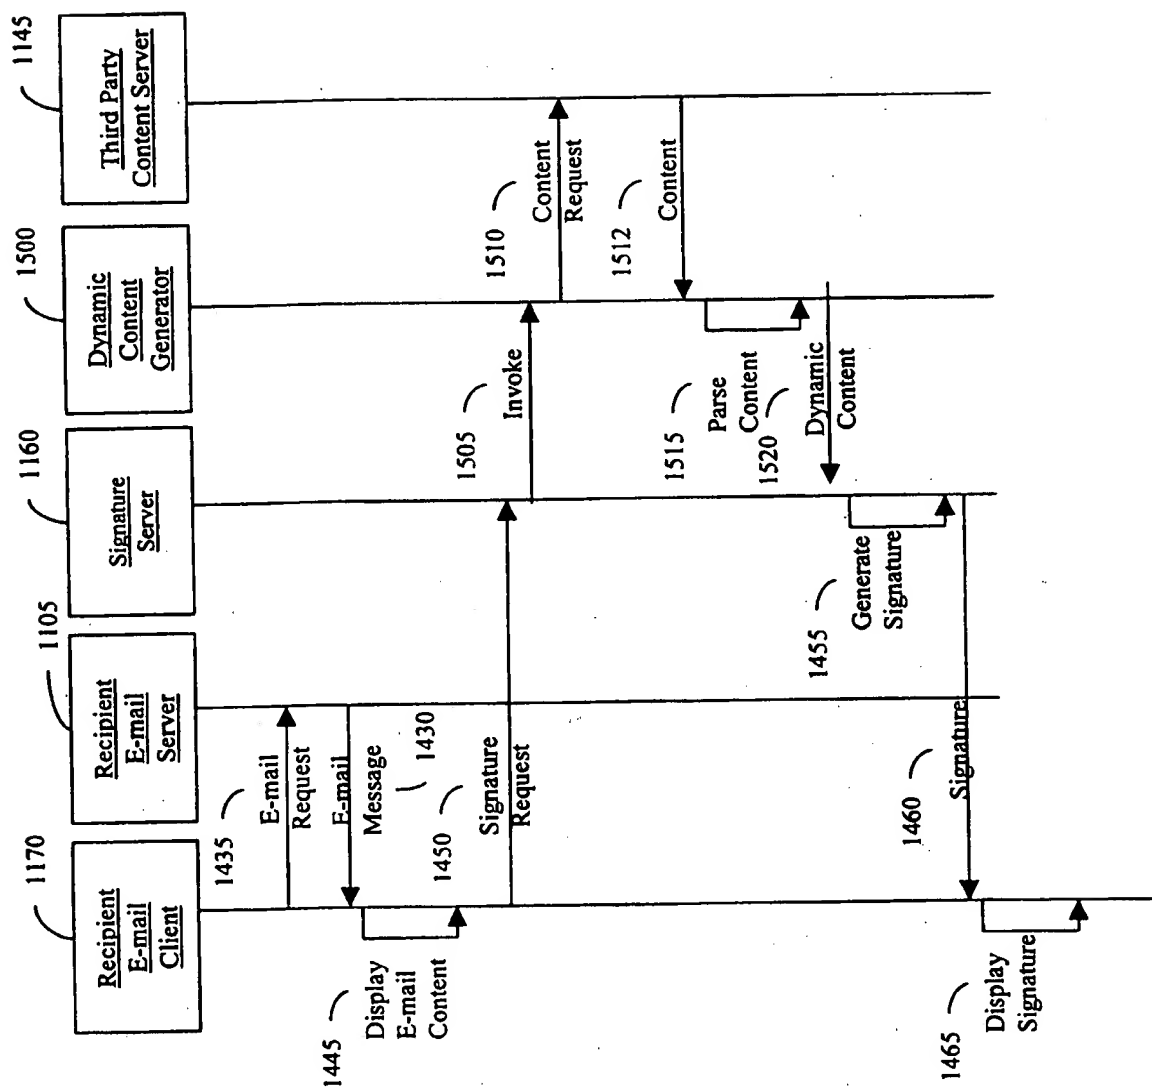 1170
Recipient
E-mail
Client
1105
Recipient
E-mail
Server
1160
Signature
Server
1500
Dynamic
Content
Generator
1145
Third Party
Content Server
1435
E-mail
Request
E-mail
Message
1430
1445
Display
E-mail
Content
1450
Signature
Request
1505
Invoke
1510
Content
Request
1512
Content
1515
Parse
Content
1520
Dynamic
Content
1455
Generate
Signature
1460
Signature
1465
Display
Signature